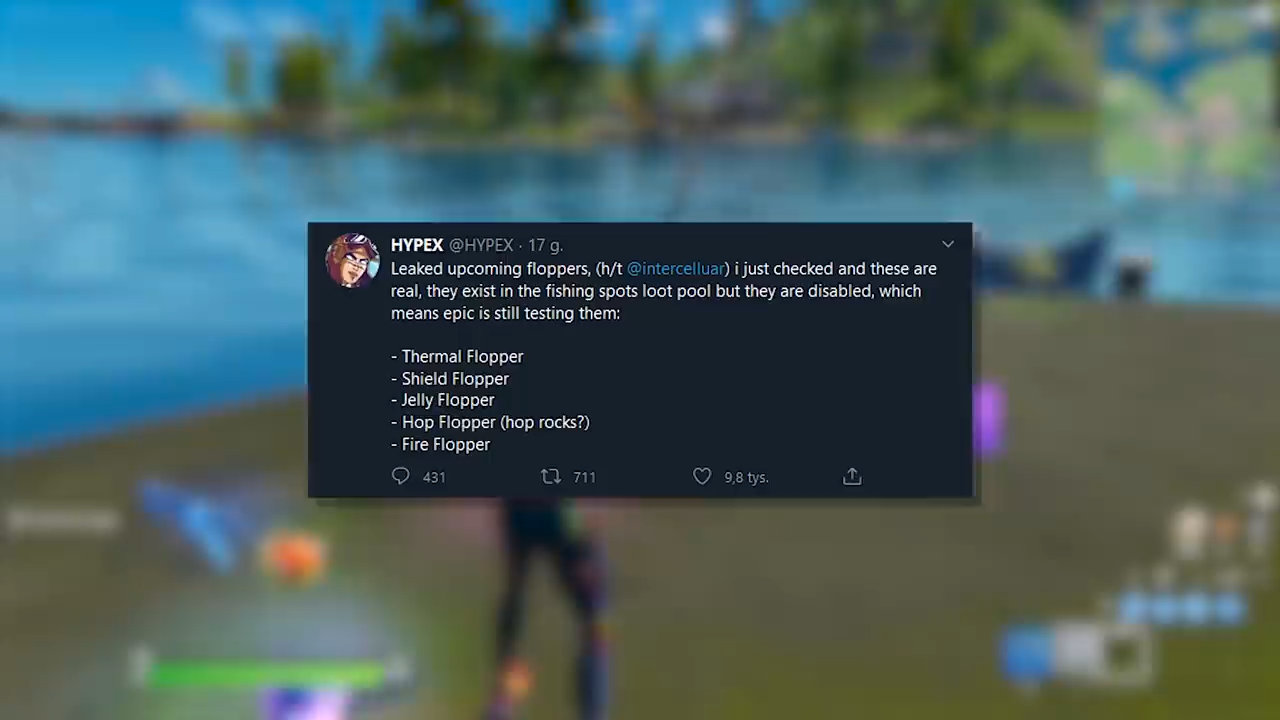 HYPEX @HYPEX · 17 g.
Leaked upcoming floppers, (h/t @intercelluar) i just checked and these are
real, they exist in the fishing spots loot pool but they are disabled, which
means epic is still testing them:
- Thermal Flopper
- Shield Flopper
- Jelly Flopper
- Hop Flopper (hop rocks?)
- Fire Flopper
431 711 9,8 tys.